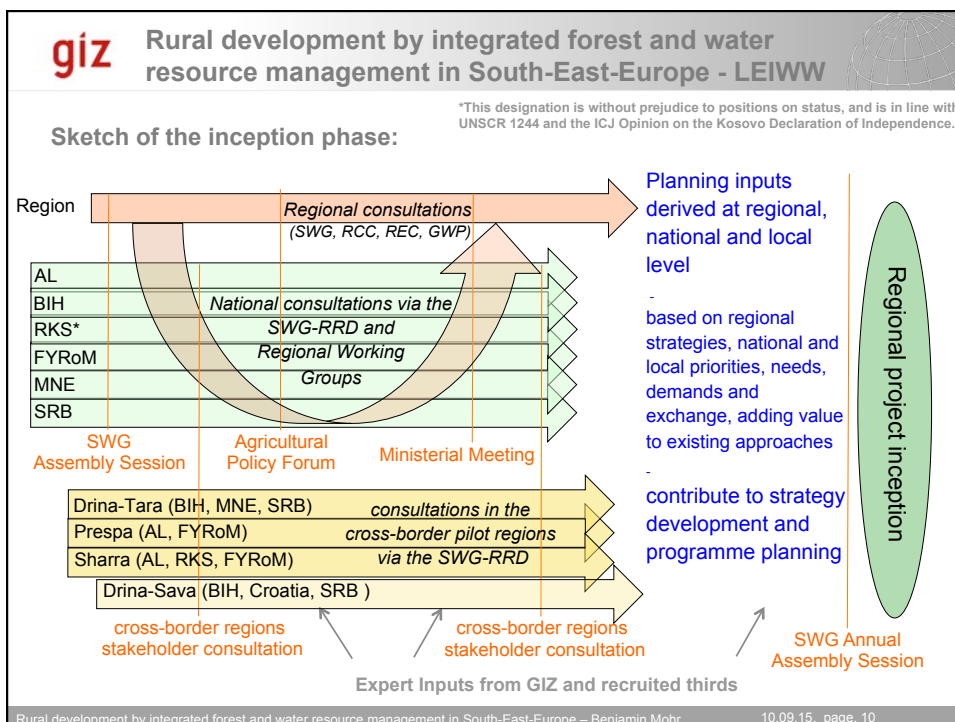 giz
Rural development by integrated forest and water
resource management in South-East-Europe - LEIWW
*This designation is without prejudice to positions on status, and is in line with
UNSCR 1244 and the ICJ Opinion on the Kosovo Declaration of Independence.
Sketch of the inception phase:
Region
Regional consultations
(SWG, RCC, REC, GWP)
AL
BIH
RKS*
FYRoM
MNE
SRB
National consultations via the
SWG-RRD and
Regional Working
Groups
SWG
Assembly Session
Agricultural
Policy Forum
Ministerial Meeting
Drina-Tara (BIH, MNE, SRB)
Prespa (AL, FYRoM)
Sharra (AL, RKS, FYRoM)
Drina-Sava (BIH, Croatia, SRB )
consultations in the
cross-border pilot regions
via the SWG-RRD
cross-border regions
stakeholder consultation
cross-border regions
stakeholder consultation
Expert Inputs from GIZ and recruited thirds
Planning inputs
derived at regional,
national and local
level
-
based on regional
strategies, national and
local priorities, needs,
demands and
exchange, adding value
to existing approaches
-
contribute to strategy
development and
programme planning
SWG Annual
Assembly Session
Regional project inception
Rural development by integrated forest and water resource management in South-East-Europe – Benjamin Mohr
10.09.15, page, 10